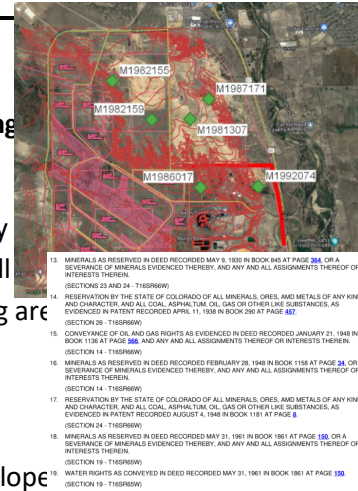 M1982155
M1987171
M1982159
M1981307
M1986017
M1992074
13. MINERALS AS RESERVED IN DEED RECORDED MAY 9, 1930 IN BOOK 845 AT PAGE 364, OR A
SEVERANCE OF MINERALS EVIDENCED THEREBY, AND ANY AND ALL ASSIGNMENTS THEREOF OR
INTERESTS THEREIN.
(SECTIONS 23 AND 24 - T16SR66W)
14. RESERVATION BY THE STATE OF COLORADO OF ALL MINERALS, ORES, AMD METALS OF ANY KIN
AND CHARACTER, AND ALL COAL, ASPHALTUM, OIL, GAS OR OTHER LIKE SUBSTANCES, AS
EVIDENCED IN PATENT RECORDED APRIL 11, 1938 IN BOOK 290 AT PAGE 457.
(SECTION 26 - T16SR66W)
15. CONVEYANCE OF OIL AND GAS RIGHTS AS EVIDENCED IN DEED RECORDED JANUARY 21, 1948 IN
BOOK 1136 AT PAGE 566, AND ANY AND ALL ASSIGNMENTS THEREOF OR INTERESTS THEREIN.
(SECTION 14 - T16SR66W)
16. MINERALS AS RESERVED IN DEED RECORDED FEBRUARY 28, 1948 IN BOOK 1158 AT PAGE 34, OR A
SEVERANCE OF MINERALS EVIDENCED THEREBY, AND ANY AND ALL ASSIGNMENTS THEREOF OR
INTERESTS THEREIN.
(SECTION 14 - T16SR66W)
17. RESERVATION BY THE STATE OF COLORADO OF ALL MINERALS, ORES, AMD METALS OF ANY KIN
AND CHARACTER, AND ALL COAL, ASPHALTUM, OIL, GAS OR OTHER LIKE SUBSTANCES, AS
EVIDENCED IN PATENT RECORDED AUGUST 4, 1948 IN BOOK 1181 AT PAGE 8.
(SECTION 24 - T16SR66W)
18. MINERALS AS RESERVED IN DEED RECORDED MAY 31, 1961 IN BOOK 1861 AT PAGE 150, OR A
SEVERANCE OF MINERALS EVIDENCED THEREBY, AND ANY AND ALL ASSIGNMENTS THEREOF OR
INTERESTS THEREIN.
(SECTION 19 - T16SR65W)
19. WATER RIGHTS AS CONVEYED IN DEED RECORDED MAY 31, 1961 IN BOOK 1861 AT PAGE 150.
(SECTION 19 - T16SR65W)